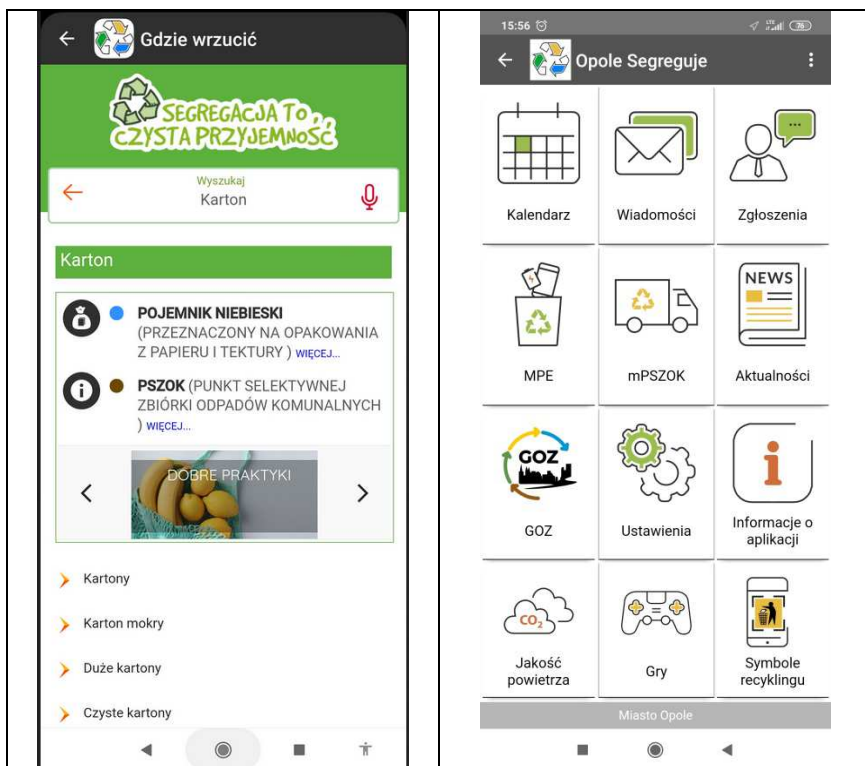 Gdzie wrzucić
SEGREGACJA TO
CZYSTA PRZYJEMNOŚĆ
Wyszukaj
Karton
Karton
POJEMNIK NIEBIESKI
(PRZEZNACZONY NA OPAKOWANIA
Z PAPIERU I TEKTURY ) WIĘCEJ...
PSZOK (PUNKT SELEKTYWNEJ
ZBIÓRKI ODPADÓW KOMUNALNYCH
) WIĘCEJ...
DOBRE PRAKTYKI
Kartony
Karton mokry
Duże kartony
Czyste kartony
15:56 LTE 76
Opole Segreguje
Kalendarz Wiadomości Zgłoszenia
NEWS
MPE mPSZOK Aktualności
GOZ
GOZ Ustawienia Informacje o
aplikacji
CO2
Jakość
powietrza Gry Symbole
recyklingu
Miasto Opole